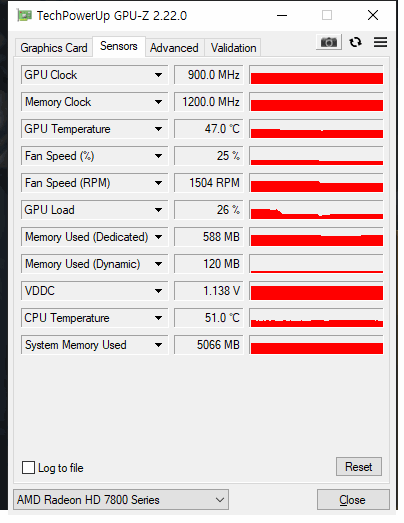 TechPowerUp GPU-Z 2.22.0
Graphics Card Sensors Advanced Validation
GPU Clock 900.0 MHz
Memory Clock 1200.0 MHz
GPU Temperature 47.0 °C
Fan Speed (%) 25 %
Fan Speed (RPM) 1504 RPM
GPU Load 26 %
Memory Used (Dedicated) 588 MB
Memory Used (Dynamic) 120 MB
VDDC 1.138 V
CPU Temperature 51.0 °C
System Memory Used 5066 MB
Log to file Reset
AMD Radeon HD 7800 Series Close